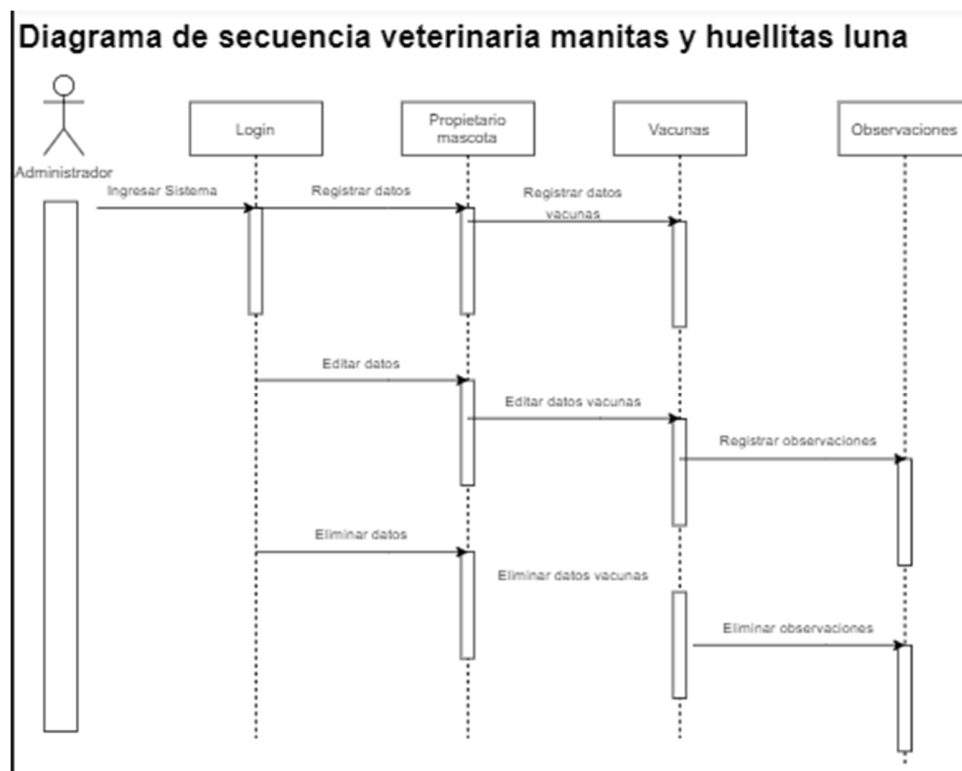 Diagrama de secuencia veterinaria manitas y huellitas luna
Login
Propietario
mascota
Vacunas
Observaciones
Administrador
Ingresar Sistema
Registrar datos
Registrar datos
vacunas
Editar datos
Editar datos vacunas
Registrar observaciones
Eliminar datos
Eliminar datos vacunas
Eliminar observaciones